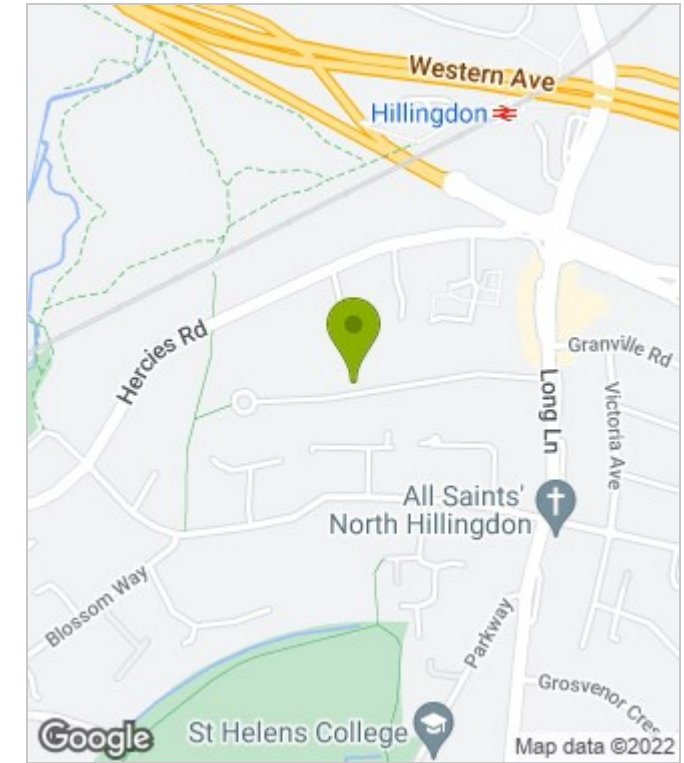 Western Ave
Hillingdon
Hercies Rd
Granville Rd
Long Ln
Victoria Ave
All Saints'
North Hillingdon
Blossom Way
Parkway
Grosvenor Cres
St Helens College
Google
Map data ©2022